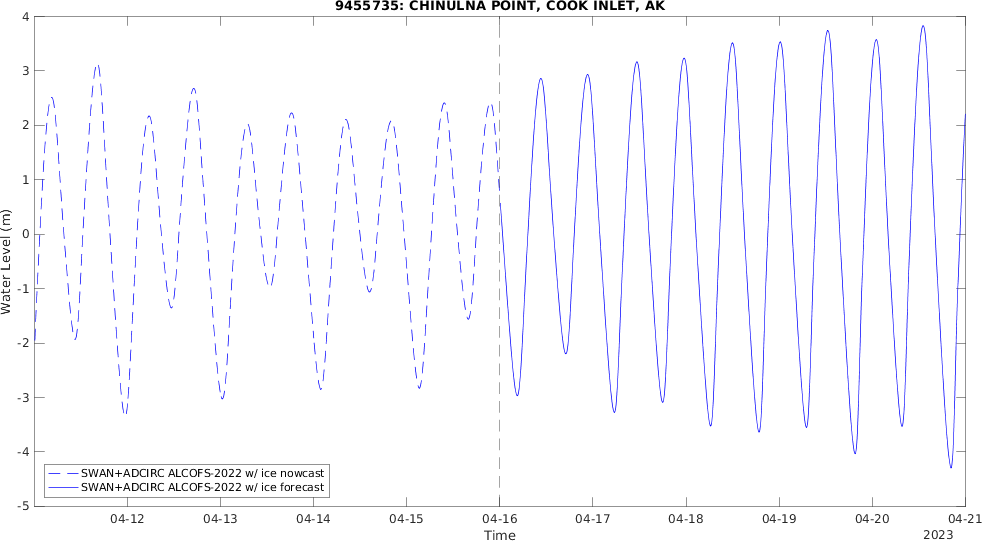 9455735: CHINULNA POINT, COOK INLET, AK
4
3
2
1
0
-1
-2
-3
-4
-5
Water Level (m)
SWAN+ADCIRC ALCOFS-2022 w/ ice nowcast
SWAN+ADCIRC ALCOFS-2022 w/ ice forecast
04-12 04-13 04-14 04-15 04-16 04-17 04-18 04-19 04-20 04-21
Time
2023